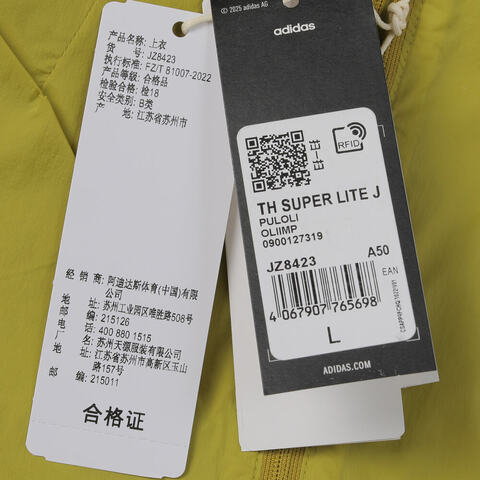 产品名称: 上衣
货 号: JZ8423
执行标准: FZ/T 81007-2022
产品等级: 合格品
检验合格: 检18
安全类别: B类
产 地: 江苏省苏州市
经 销 商: 阿迪达斯体育(中国)有限
公司
地 址: 苏州工业园区唯胜路508号
邮 编: 215126
电 话: 400 880 1515
厂 名: 苏州天源服装有限公司
地 址: 江苏省苏州市高新区玉山
路157号
邮 编: 215011
合格证
© 2025 adidas AG
adidas
RFID
TH SUPER LITE J
PULOLI
OLIIMP
0900127319
JZ8423 A50
EAN
4 067907 765698
L
ADIDAS.COM